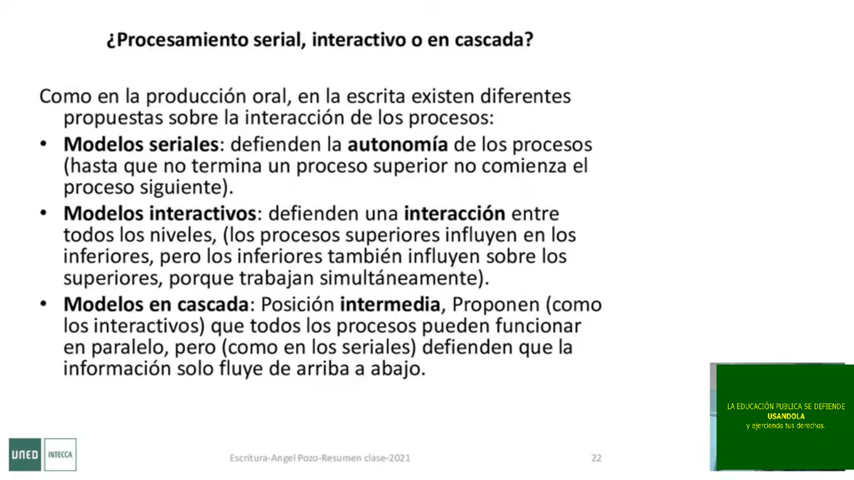 ¿Procesamiento serial, interactivo o en cascada?
Como en la producción oral, en la escrita existen diferentes
propuestas sobre la interacción de los procesos:
• Modelos seriales: defienden la autonomía de los procesos
(hasta que no termina un proceso superior no comienza el
proceso siguiente).
• Modelos interactivos: defienden una interacción entre
todos los niveles, (los procesos superiores influyen en los
inferiores, pero los inferiores también influyen sobre los
superiores, porque trabajan simultáneamente).
• Modelos en cascada: Posición intermedia, Proponen (como
los interactivos) que todos los procesos pueden funcionar
en paralelo, pero (como en los seriales) defienden que la
información solo fluye de arriba a abajo.
LA EDUCACIÓN PUBLICA SE DEFIENDE
USANDOLA
y ejerciendo tus derechos.
UNED INTECCA
Escritura-Angel Pozo-Resumen clase-2021
22